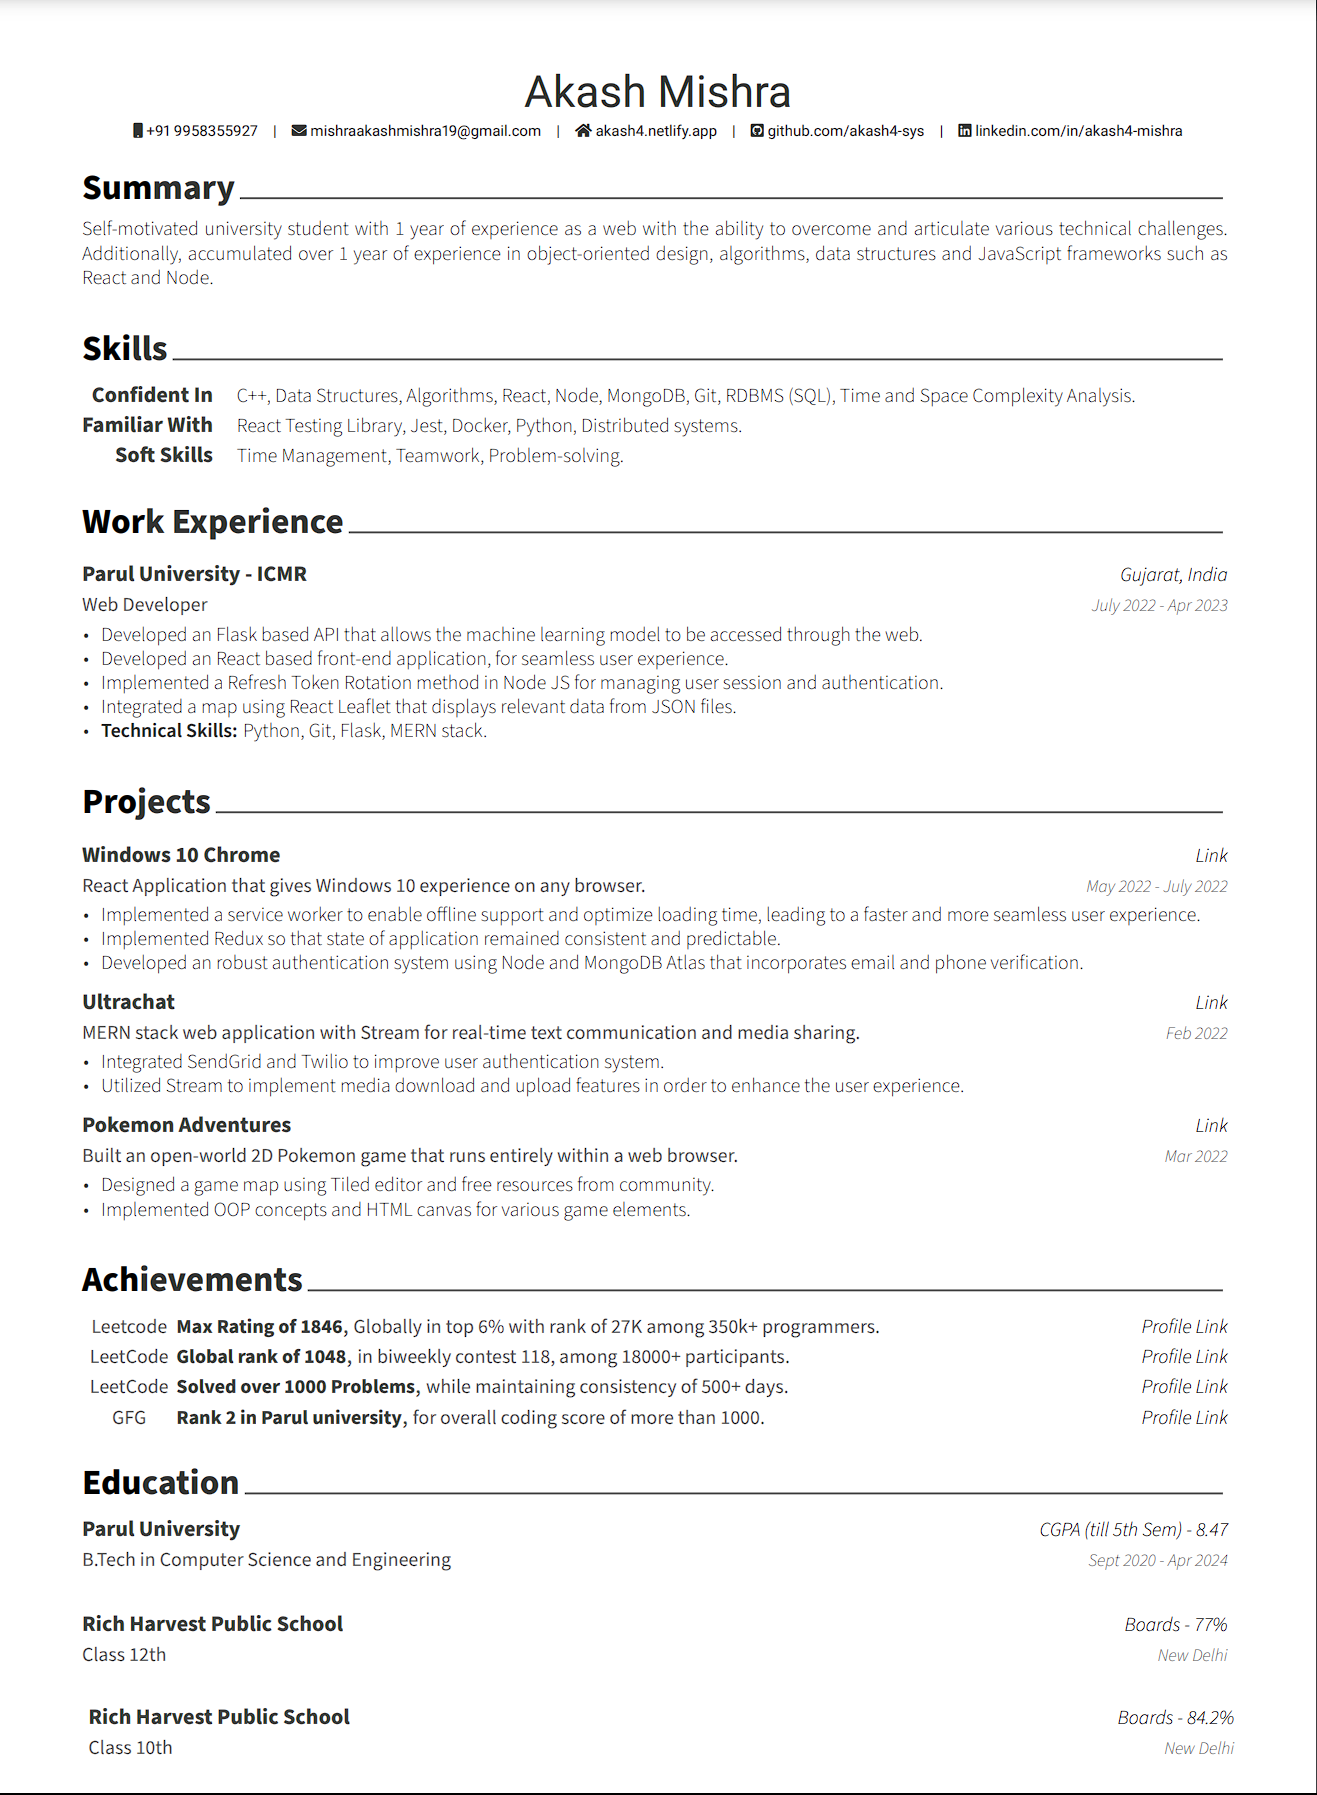 Akash Mishra
+91 9958355927 | mishraakashmishra19@gmail.com | akash4.netlify.app | github.com/akash4-sys | linkedin.com/in/akash4-mishra
Summary
Self-motivated university student with 1 year of experience as a web with the ability to overcome and articulate various technical challenges.
Additionally, accumulated over 1 year of experience in object-oriented design, algorithms, data structures and JavaScript frameworks such as
React and Node.
Skills
Confident In C++, Data Structures, Algorithms, React, Node, MongoDB, Git, RDBMS (SQL), Time and Space Complexity Analysis.
Familiar With React Testing Library, Jest, Docker, Python, Distributed systems.
Soft Skills Time Management, Teamwork, Problem-solving.
Work Experience
Parul University - ICMR Gujarat, India
Web Developer July 2022 - Apr 2023
• Developed an Flask based API that allows the machine learning model to be accessed through the web.
• Developed an React based front-end application, for seamless user experience.
• Implemented a Refresh Token Rotation method in Node JS for managing user session and authentication.
• Integrated a map using React Leaflet that displays relevant data from JSON files.
• Technical Skills: Python, Git, Flask, MERN stack.
Projects
Windows 10 Chrome Link
React Application that gives Windows 10 experience on any browser. May 2022 - July 2022
• Implemented a service worker to enable offline support and optimize loading time, leading to a faster and more seamless user experience.
• Implemented Redux so that state of application remained consistent and predictable.
• Developed an robust authentication system using Node and MongoDB Atlas that incorporates email and phone verification.
Ultrachat Link
MERN stack web application with Stream for real-time text communication and media sharing. Feb 2022
• Integrated SendGrid and Twilio to improve user authentication system.
• Utilized Stream to implement media download and upload features in order to enhance the user experience.
Pokemon Adventures Link
Built an open-world 2D Pokemon game that runs entirely within a web browser. Mar 2022
• Designed a game map using Tiled editor and free resources from community.
• Implemented OOP concepts and HTML canvas for various game elements.
Achievements
Leetcode Max Rating of 1846, Globally in top 6% with rank of 27K among 350k+ programmers. Profile Link
LeetCode Global rank of 1048, in biweekly contest 118, among 18000+ participants. Profile Link
LeetCode Solved over 1000 Problems, while maintaining consistency of 500+ days. Profile Link
GFG Rank 2 in Parul university, for overall coding score of more than 1000. Profile Link
Education
Parul University CGPA (till 5th Sem) - 8.47
B.Tech in Computer Science and Engineering Sept 2020 - Apr 2024
Rich Harvest Public School Boards - 77%
Class 12th New Delhi
Rich Harvest Public School Boards - 84.2%
Class 10th New Delhi